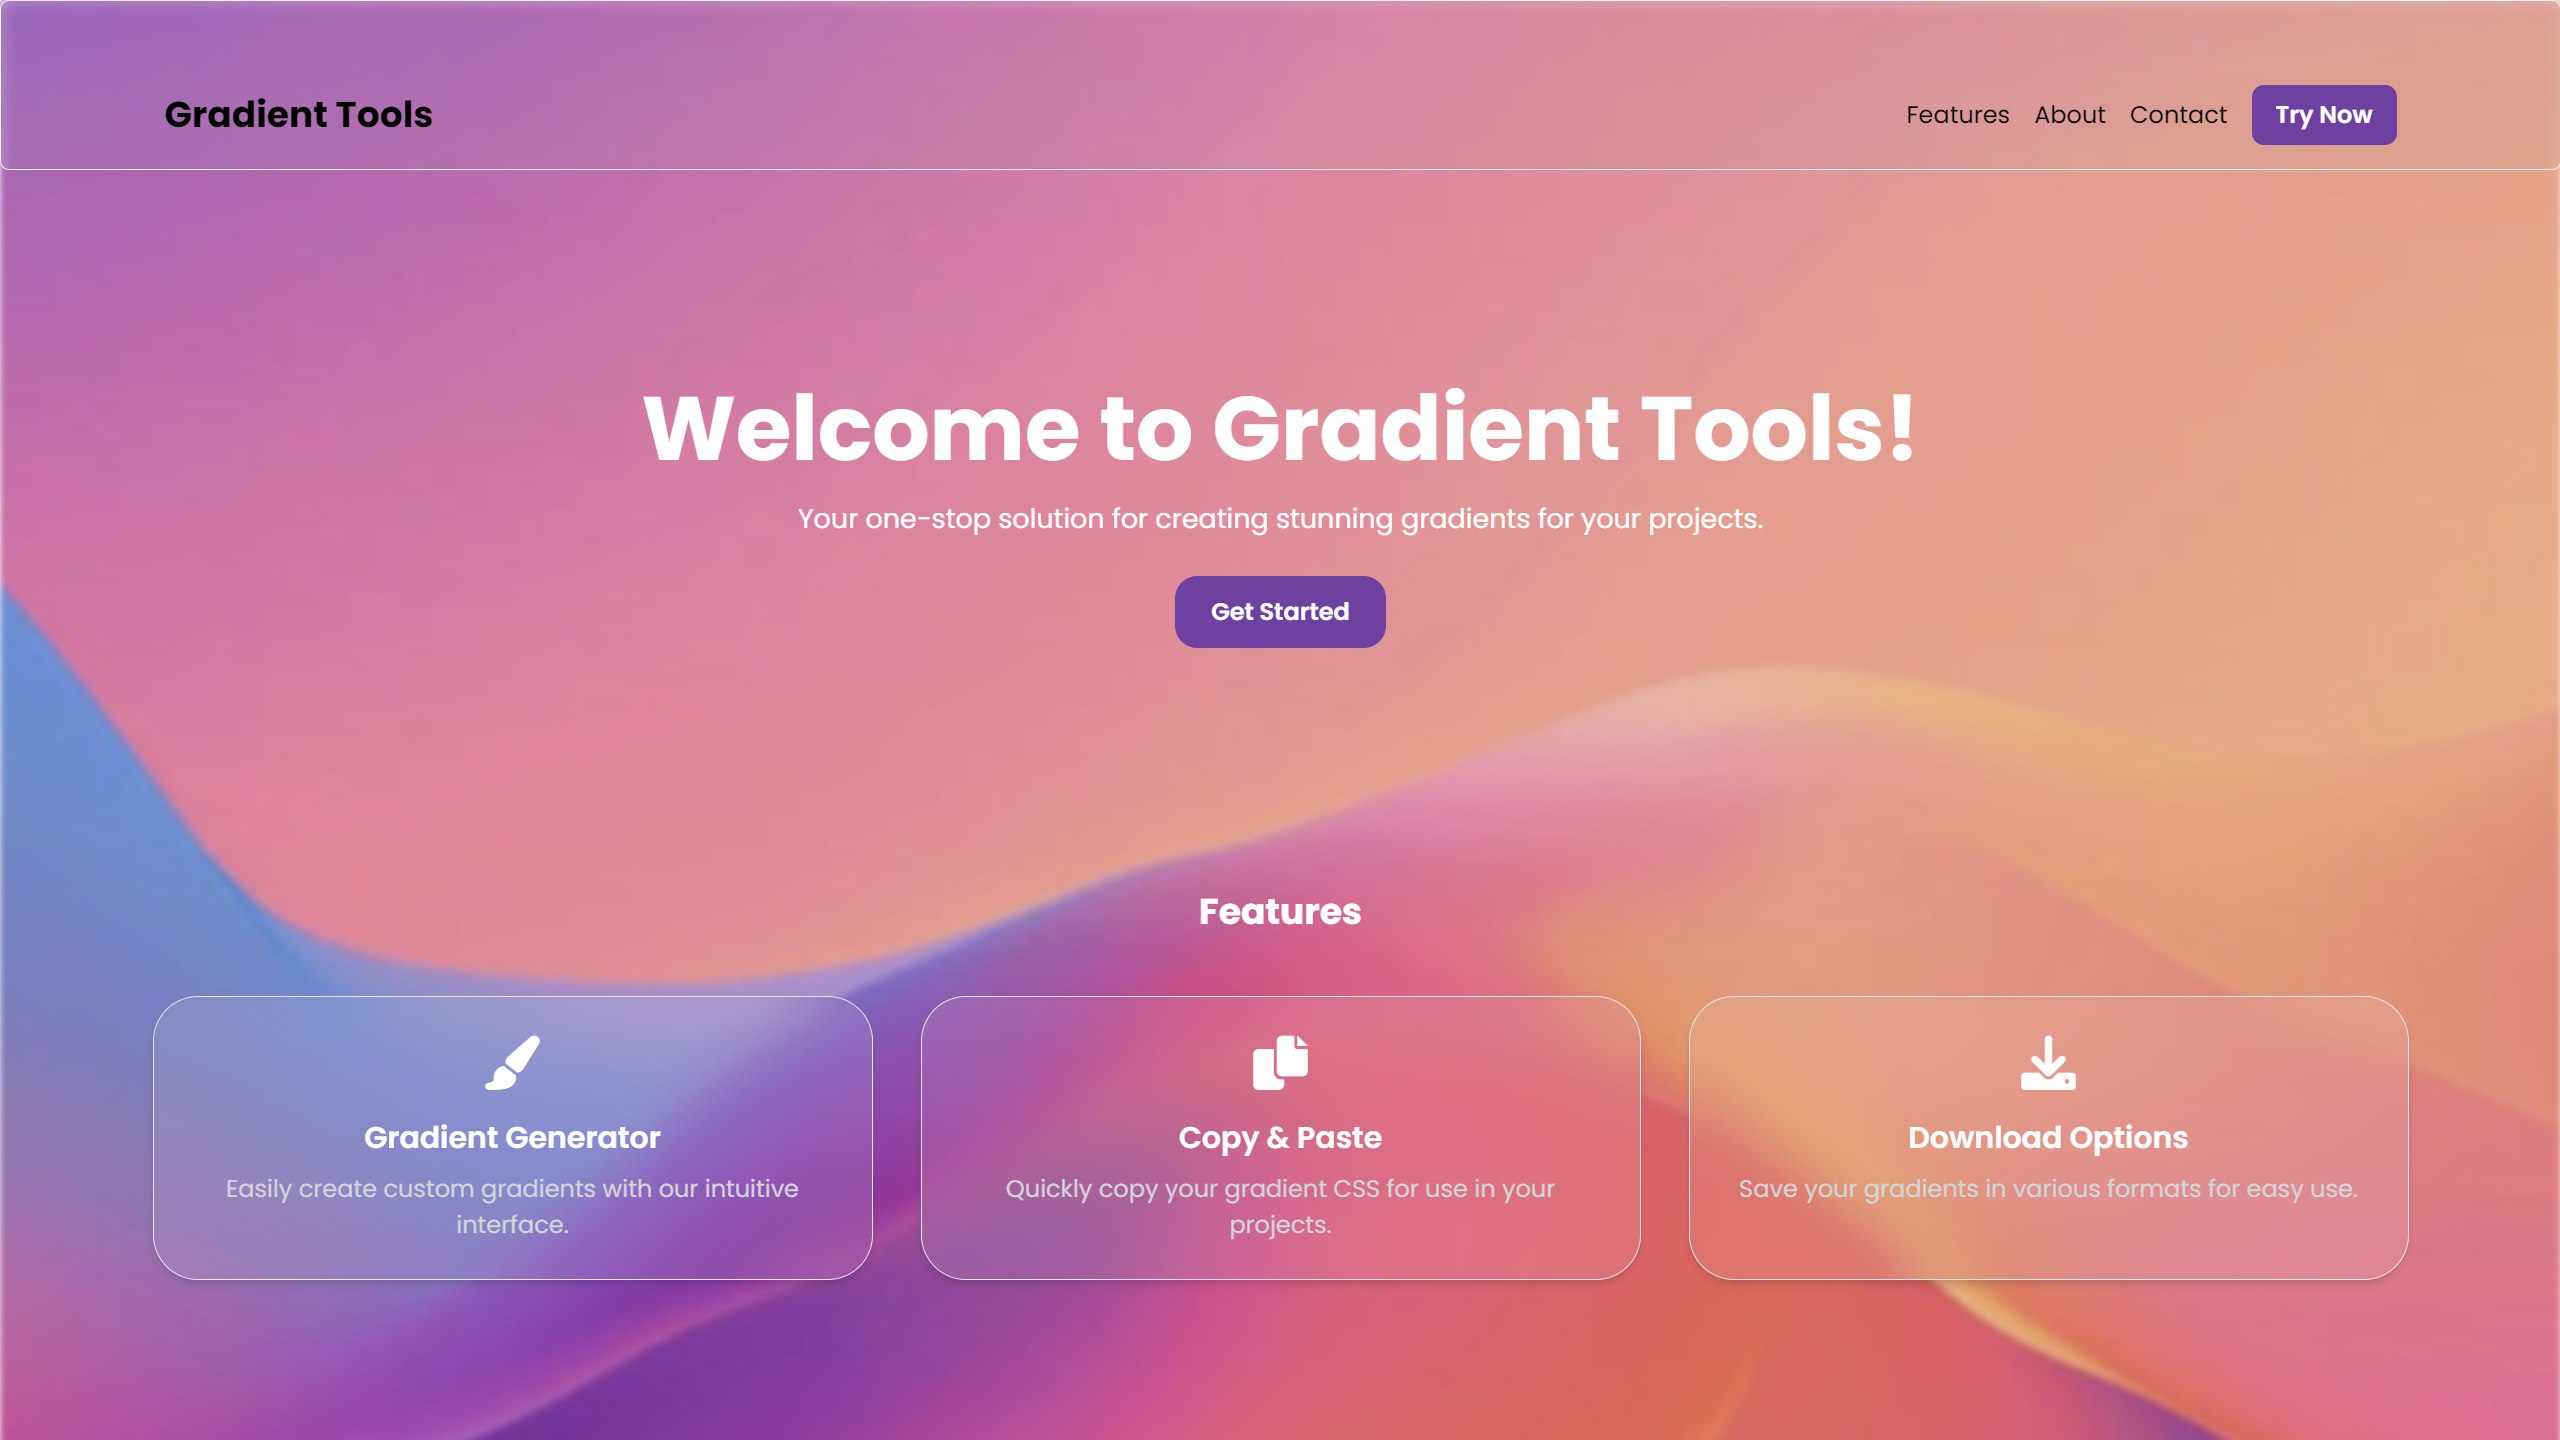 Gradient Tools
Features
About
Contact
Try Now
Welcome to Gradient Tools!
Your one-stop solution for creating stunning gradients for your projects.
Get Started
Features
Gradient Generator
Easily create custom gradients with our intuitive
interface.
Copy & Paste
Quickly copy your gradient CSS for use in your
projects.
Download Options
Save your gradients in various formats for easy use.